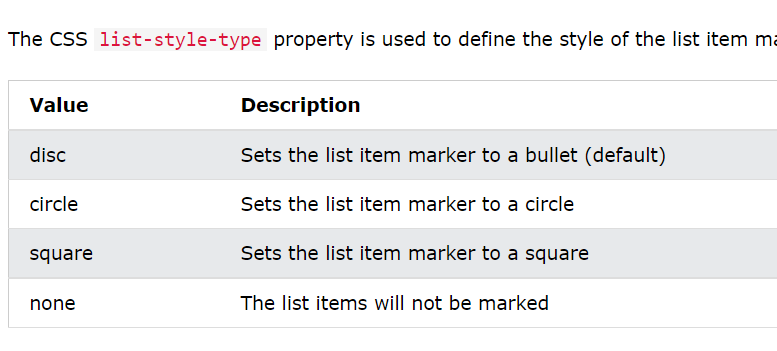 The CSS list-style-type property is used to define the style of the list item
Value Description
disc Sets the list item marker to a bullet (default)
circle Sets the list item marker to a circle
square Sets the list item marker to a square
none The list items will not be marked